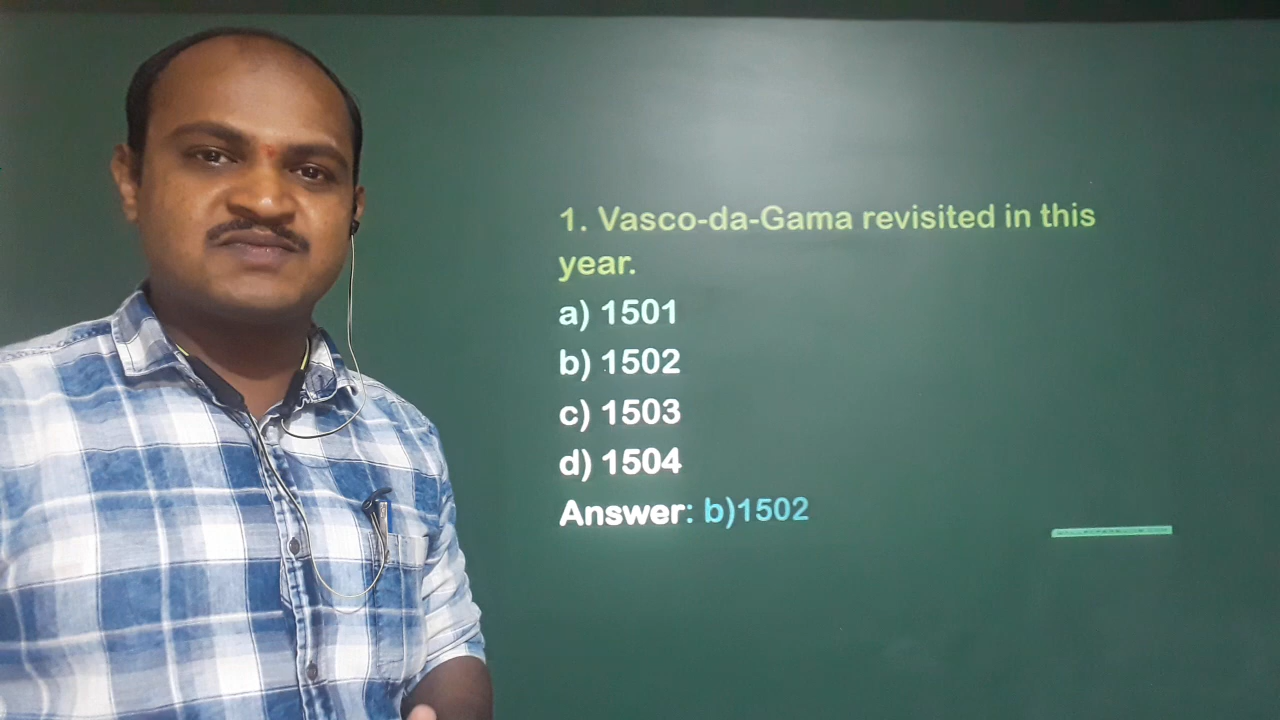 1. Vasco-da-Gama revisited in this
year.
a) 1501
b) 1502
c) 1503
d) 1504
Answer: b)1502